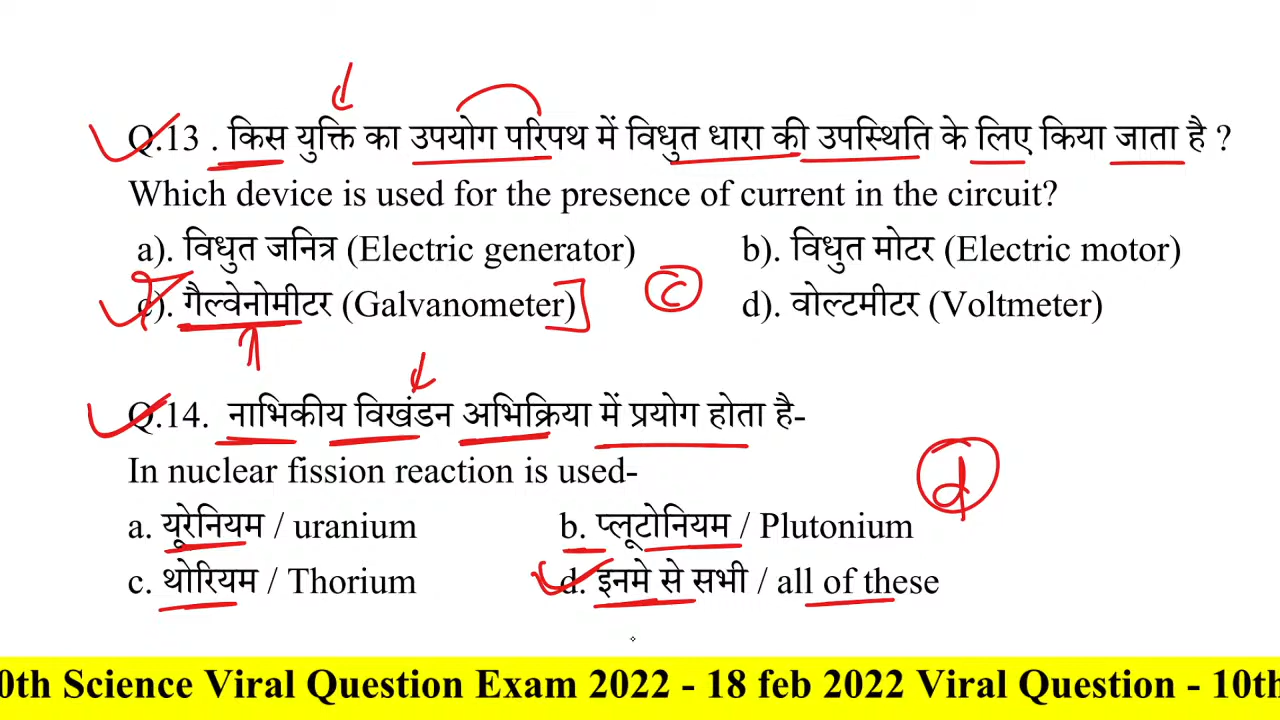 Q.13 . किस युक्ति का उपयोग परिपथ में विधुत धारा की उपस्थिति के लिए किया जाता है ?
Which device is used for the presence of current in the circuit?
a). विधुत जनित्र (Electric generator) b). विधुत मोटर (Electric motor)
c). गैल्वेनोमीटर (Galvanometer) d). वोल्टमीटर (Voltmeter)
C
Q.14. नाभिकीय विखंडन अभिक्रिया में प्रयोग होता है-
In nuclear fission reaction is used-
d
a. यूरेनियम / uranium b. प्लूटोनियम / Plutonium
c. थोरियम / Thorium d. इनमे से सभी / all of these
0th Science Viral Question Exam 2022 - 18 feb 2022 Viral Question - 10th